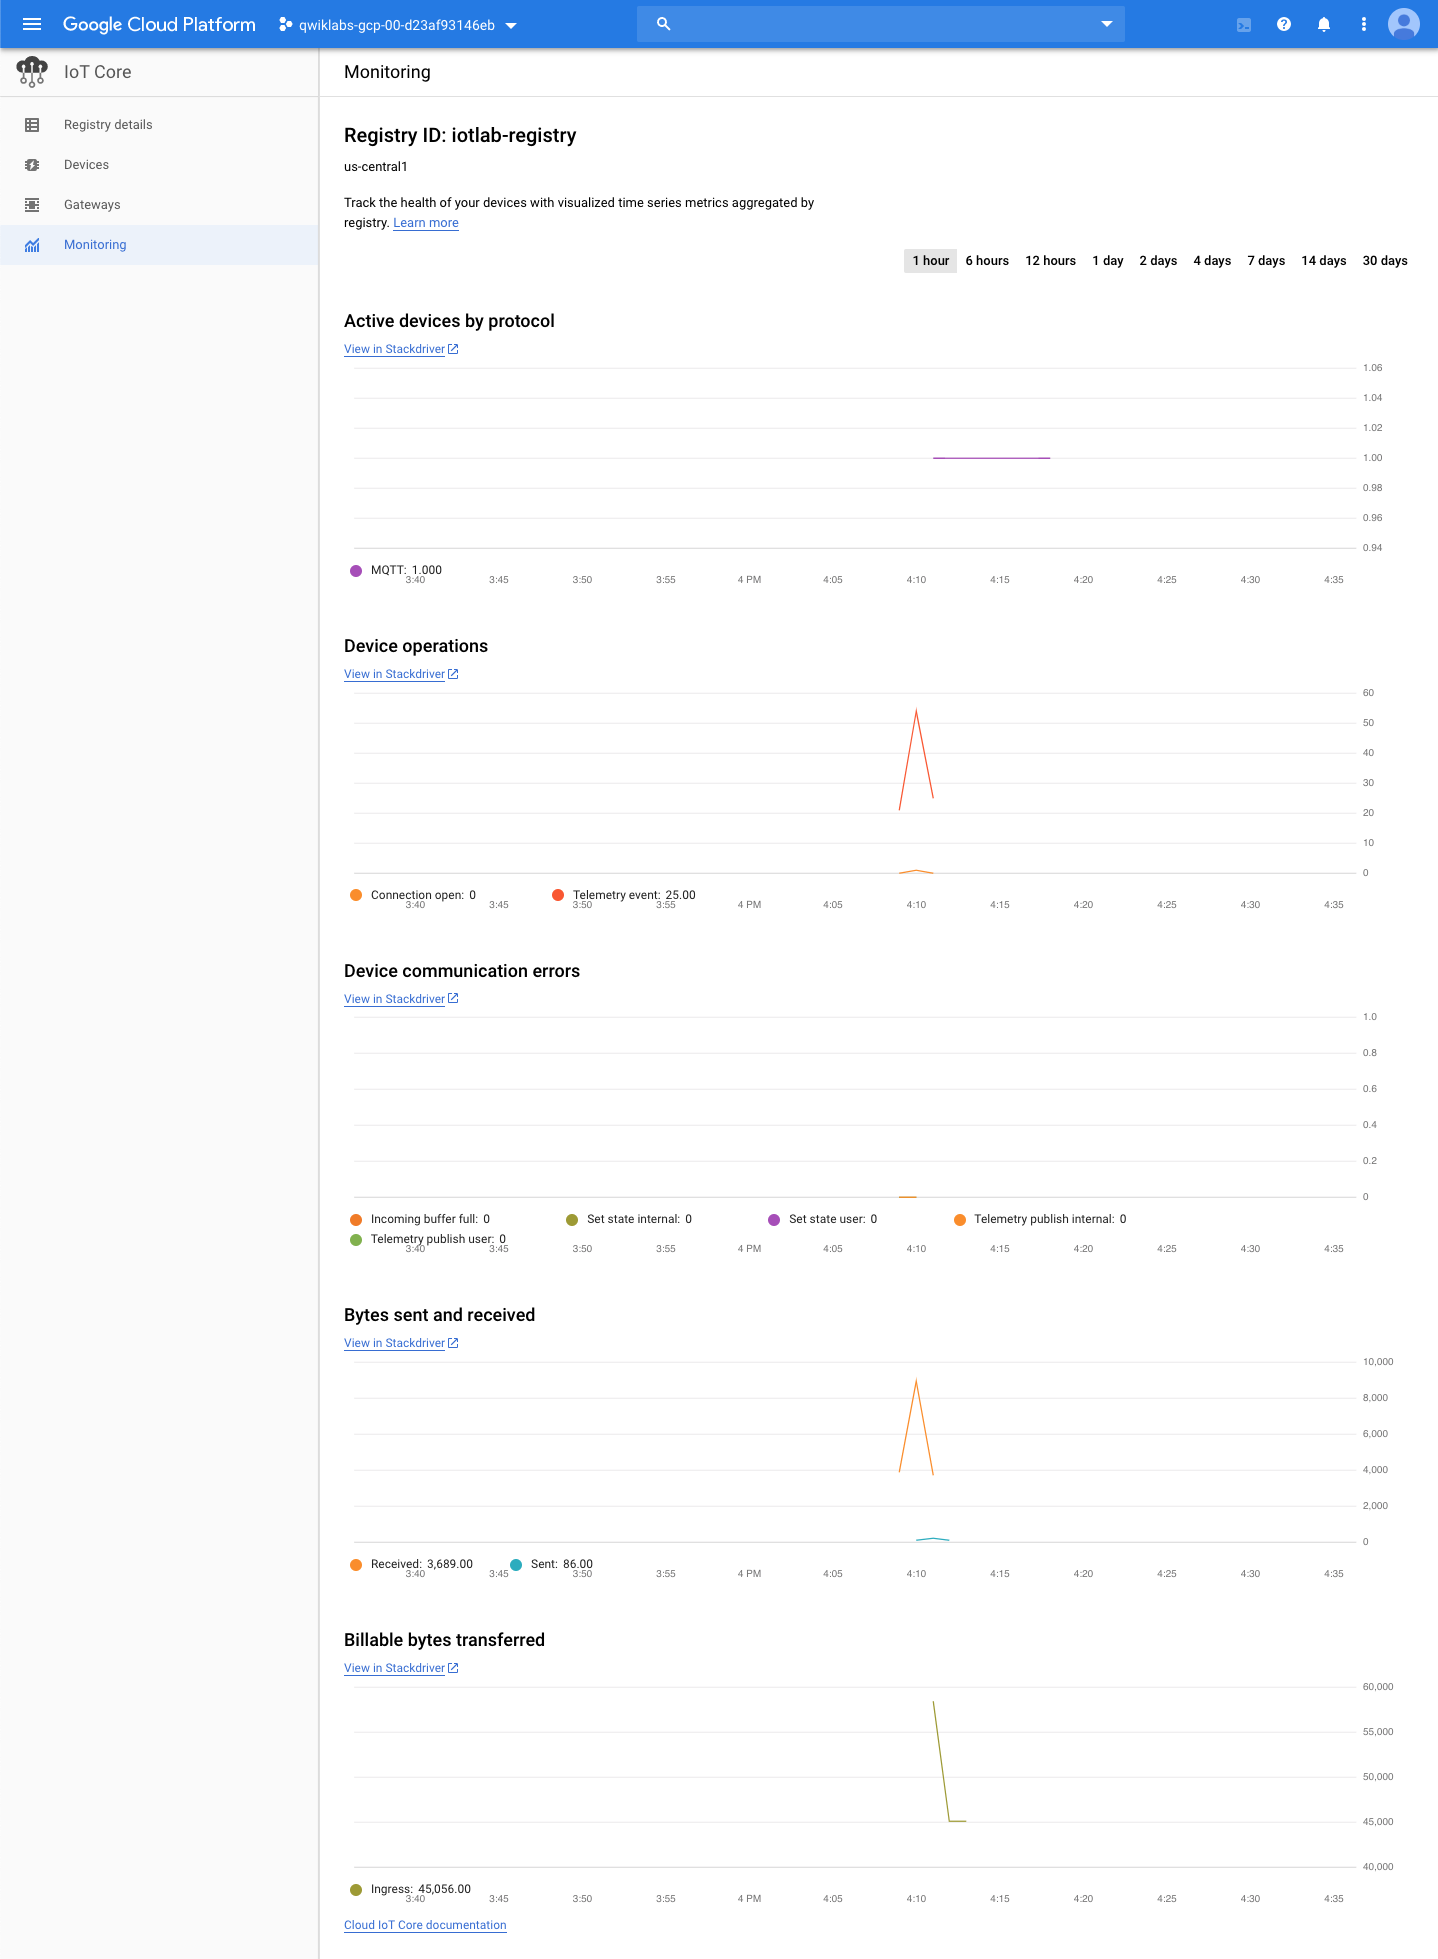 Google Cloud Platform
qwiklabs-gcp-00-d23af93146eb
IoT Core
Registry details
Devices
Gateways
Monitoring
Monitoring
Registry ID: iotlab-registry
us-central1
Track the health of your devices with visualized time series metrics aggregated by
registry. Learn more
1 hour 6 hours 12 hours 1 day 2 days 4 days 7 days 14 days 30 days
Active devices by protocol
View in Stackdriver
1.06
1.04
1.02
1.00
0.98
0.96
0.94
MQTT: 1.000
3:40 3:45 3:50 3:55 4 PM 4:05 4:10 4:15 4:20 4:25 4:30 4:35
Device operations
View in Stackdriver
60
50
40
30
20
10
0
Connection open: 0 Telemetry event: 25.00
3:40 3:45 3:50 3:55 4 PM 4:05 4:10 4:15 4:20 4:25 4:30 4:35
Device communication errors
View in Stackdriver
1.0
0.8
0.6
0.4
0.2
0
Incoming buffer full: 0 Set state internal: 0 Set state user: 0 Telemetry publish internal: 0
Telemetry publish user: 0
3:40 3:45 3:50 3:55 4 PM 4:05 4:10 4:15 4:20 4:25 4:30 4:35
Bytes sent and received
View in Stackdriver
10,000
8,000
6,000
4,000
2,000
0
Received: 3,689.00 Sent: 86.00
3:40 3:45 3:50 3:55 4 PM 4:05 4:10 4:15 4:20 4:25 4:30 4:35
Billable bytes transferred
View in Stackdriver
60,000
55,000
50,000
45,000
40,000
Ingress: 45,056.00
3:40 3:45 3:50 3:55 4 PM 4:05 4:10 4:15 4:20 4:25 4:30 4:35
Cloud IoT Core documentation